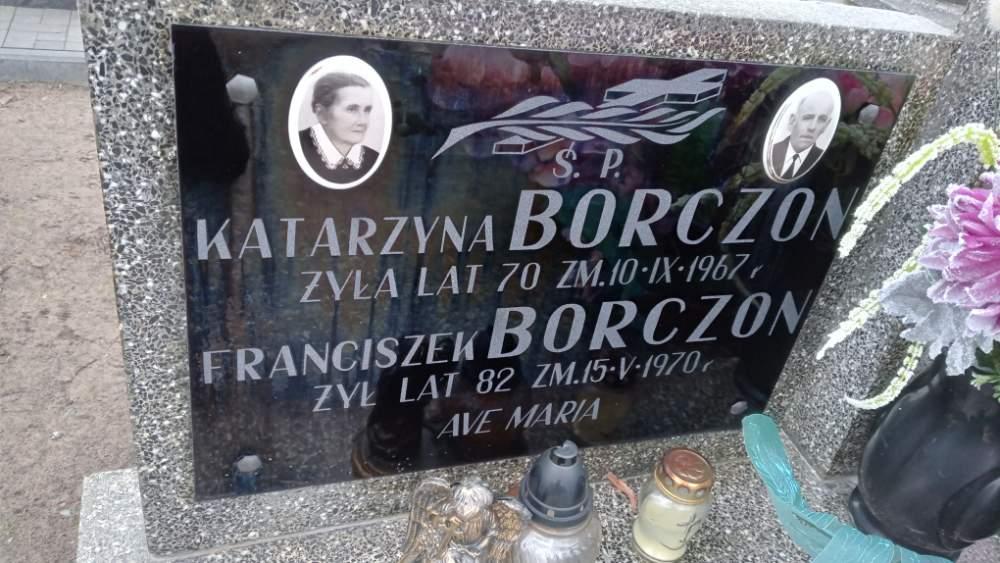 Ś. P.
KATARZYNA BORCZON
ŻYŁA LAT 70 ZM. 10·IX·1967 r
FRANCISZEK BORCZON
ŻYŁ LAT 82 ZM. 15·V·1970 r
AVE MARIA